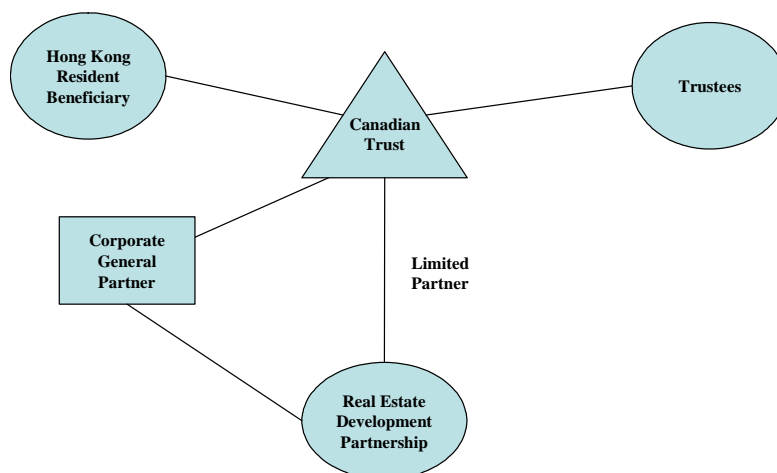 Hong Kong
Resident
Beneficiary
Trustees
Canadian
Trust
Corporate
General
Partner
Limited
Partner
Real Estate
Development
Partnership